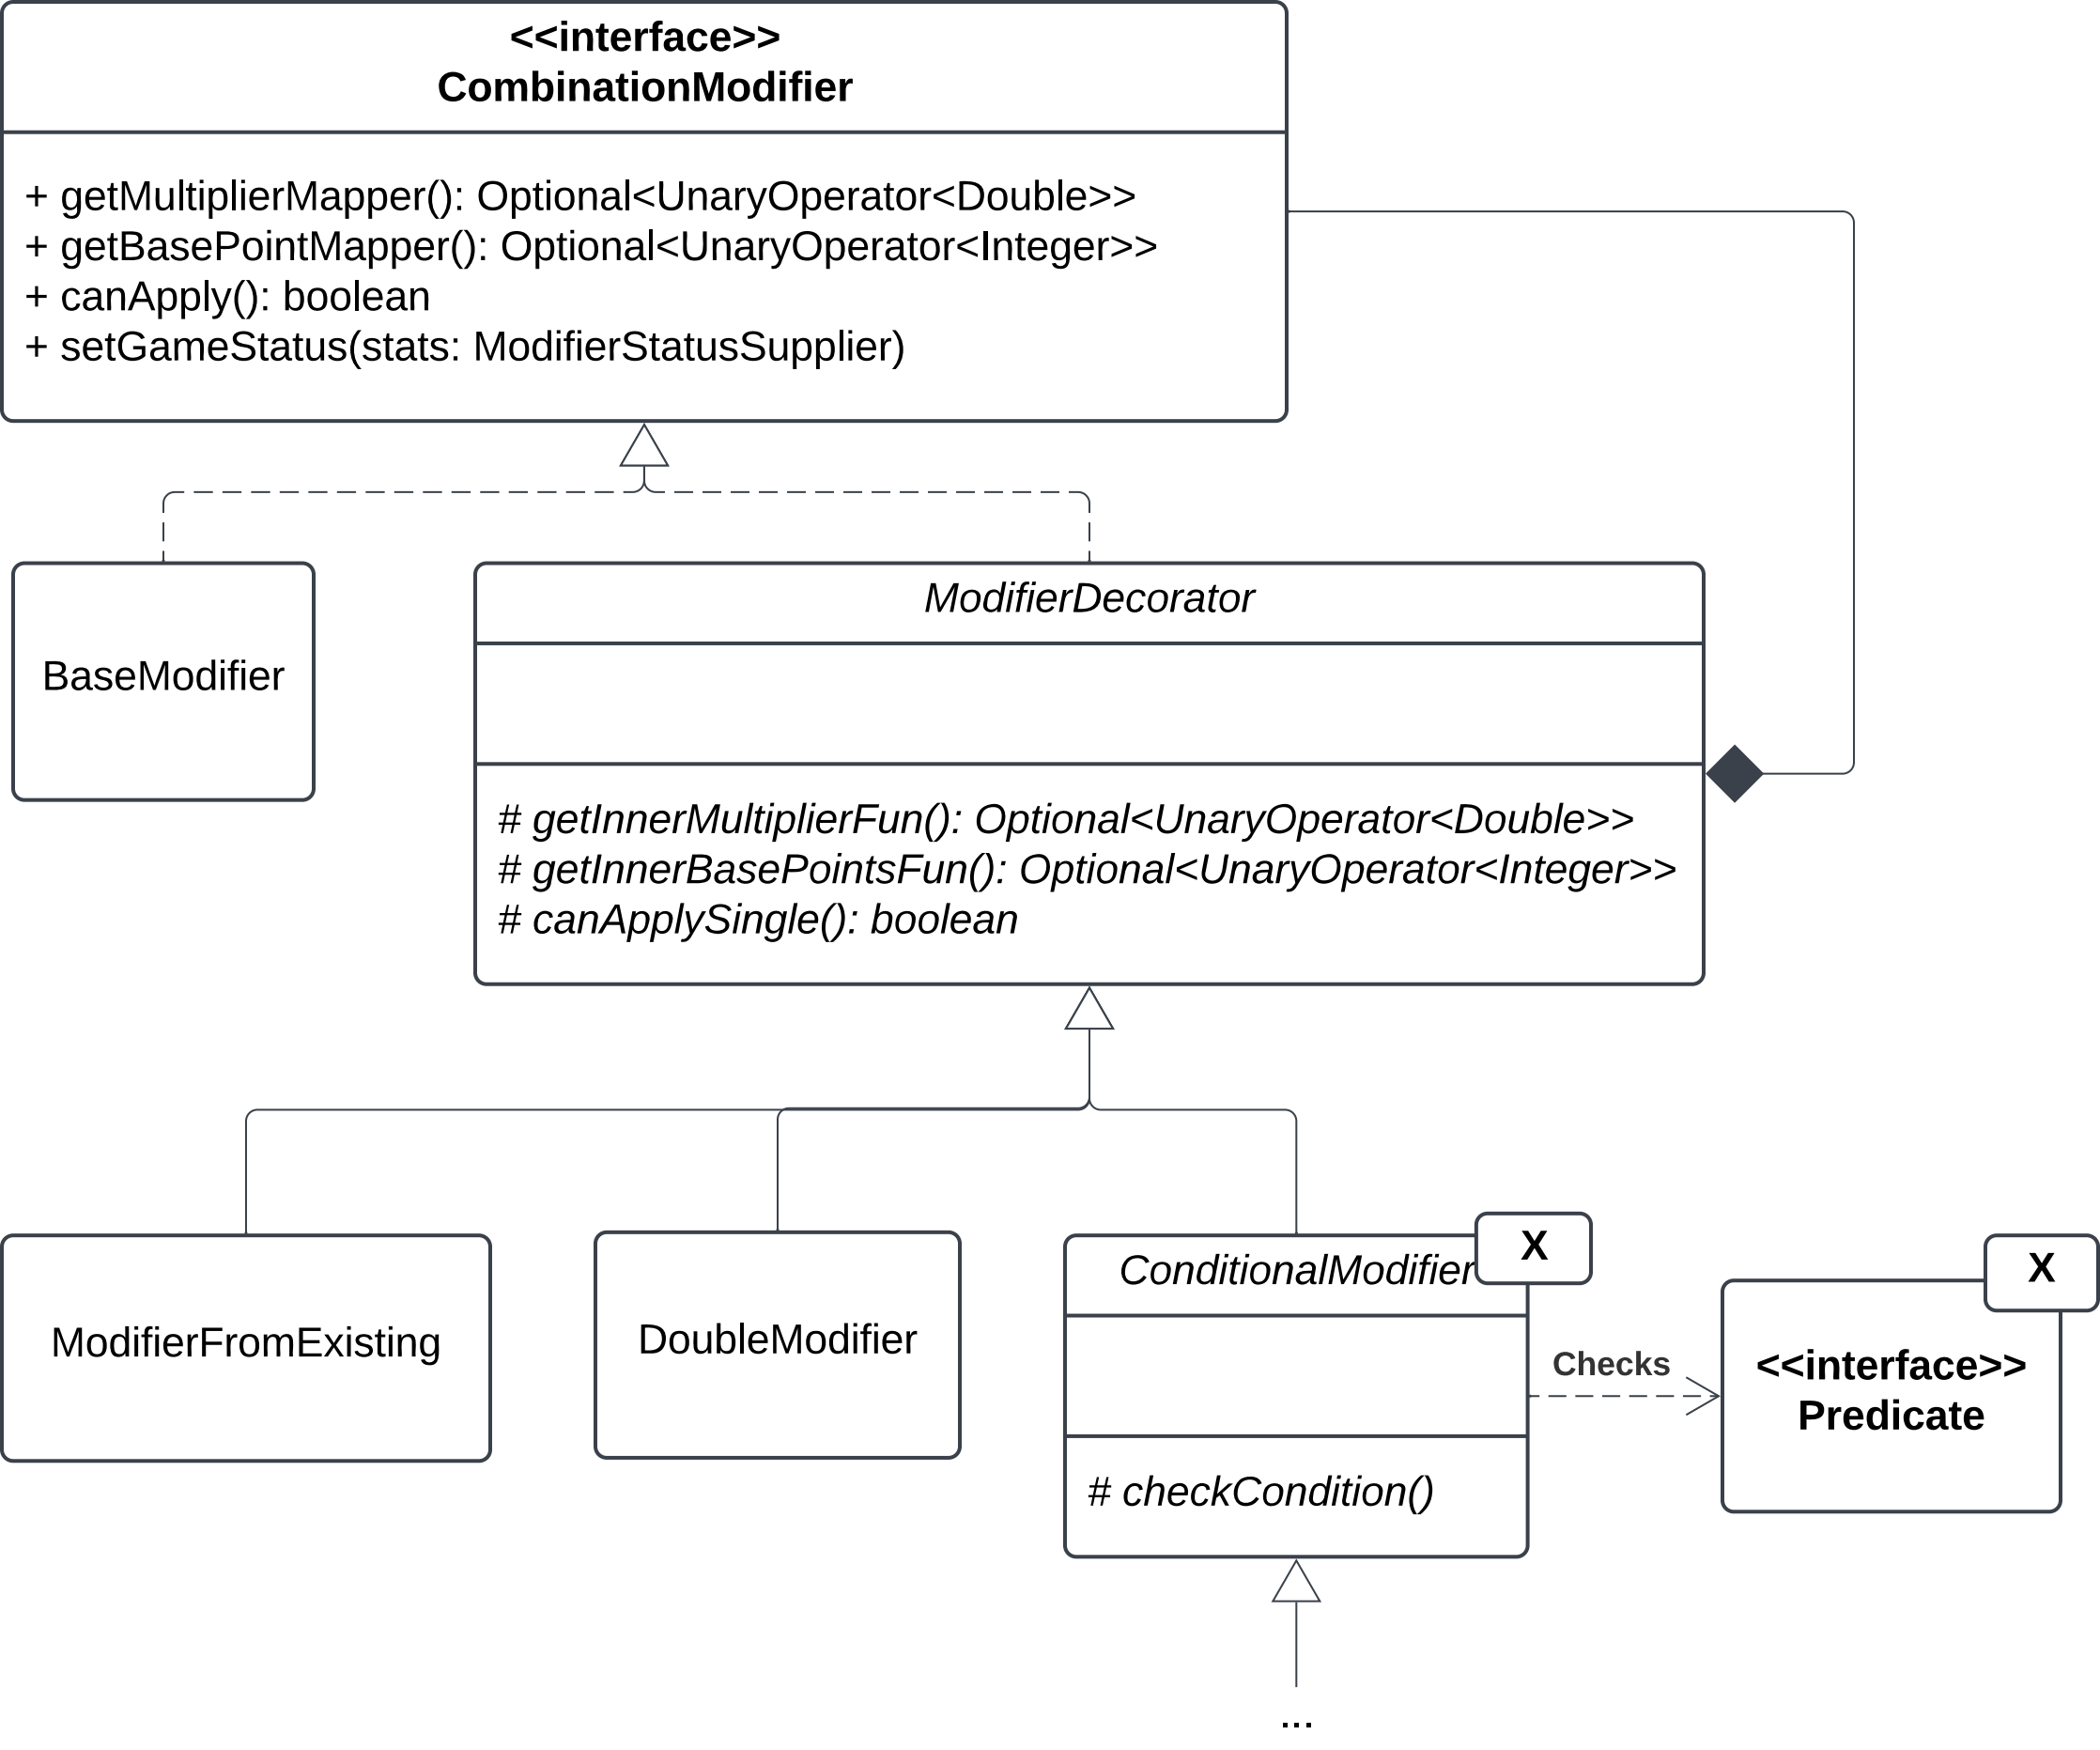 <<interface>>
CombinationModifier
+ getMultiplierMapper(): Optional<UnaryOperator<Double>>
+ getBasePointMapper(): Optional<UnaryOperator<Integer>>
+ canApply(): boolean
+ setGameStatus(stats: ModifierStatusSupplier)
BaseModifier
ModifierDecorator
# getInnerMultiplierFun(): Optional<UnaryOperator<Double>>
# getInnerBasePointsFun(): Optional<UnaryOperator<Integer>>
# canApplySingle(): boolean
ModifierFromExisting
DoubleModifier
ConditionalModifier
X
# checkCondition()
Checks
X
<<interface>>
Predicate
...